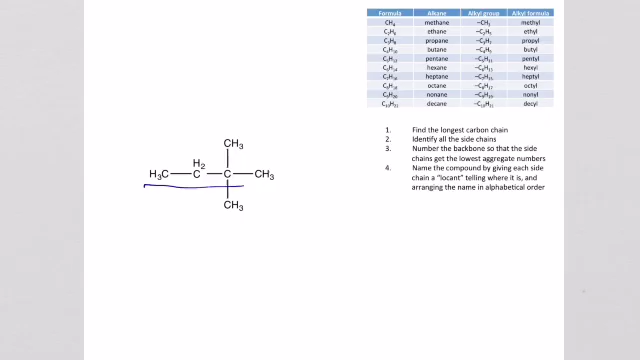 Formula Alkane Alkyl group Alkyl formula
CH4 methane –CH3 methyl
C2H6 ethane –C2H5 ethyl
C3H8 propane –C3H7 propyl
C4H10 butane –C4H9 butyl
C5H12 pentane –C5H11 pentyl
C6H14 hexane –C6H13 hexyl
C7H16 heptane –C7H15 heptyl
C8H18 octane –C8H17 octyl
C9H20 nonane –C9H19 nonyl
decane decyl
1. Find the longest carbon chain
2. Identify all the side chains
3. Number the backbone so that the side
chains get the lowest aggregate numbers
4. Name the compound by giving each side
chain a “locant” telling where it is, and
arranging the name in alphabetical order
CH3
H2
H3C C C CH3
CH3